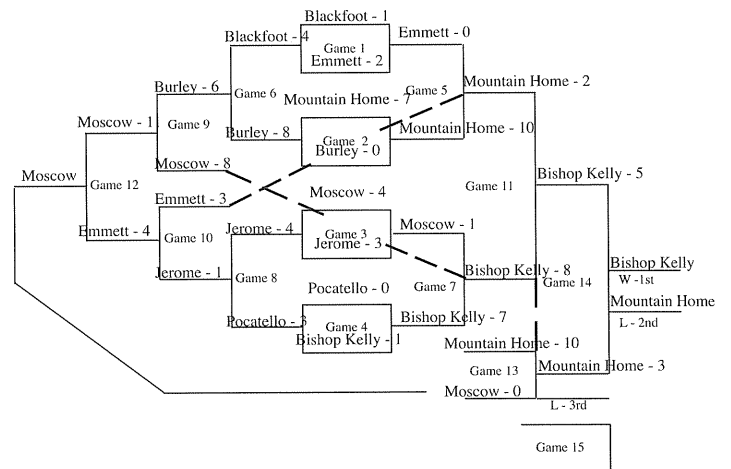 Blackfoot - 1
Blackfoot - 4
Emmett - 0
Game 1
Emmett - 2
Mountain Home - 2
Burley - 6
Game 6
Mountain Home - 7
Game 5
Moscow - 1
Game 9
Burley - 8
Game 2
Mountain Home - 10
Burley - 0
Moscow - 8
Bishop Kelly - 5
Moscow
Game 12
Game 11
Moscow - 4
Emmett - 3
Emmett - 4
Game 10
Jerome - 4
Game 3
Moscow - 1
Jerome - 3
Jerome - 1
Game 8
Bishop Kelly - 8
Bishop Kelly
W -1st
Game 14
Pocatello - 0
Game 7
Mountain Home
L - 2nd
Pocatello - 3
Game 4
Bishop Kelly - 7
Bishop Kelly - 1
Mountain Home - 10
Game 13
Mountain Home - 3
Moscow - 0
L - 3rd
Game 15